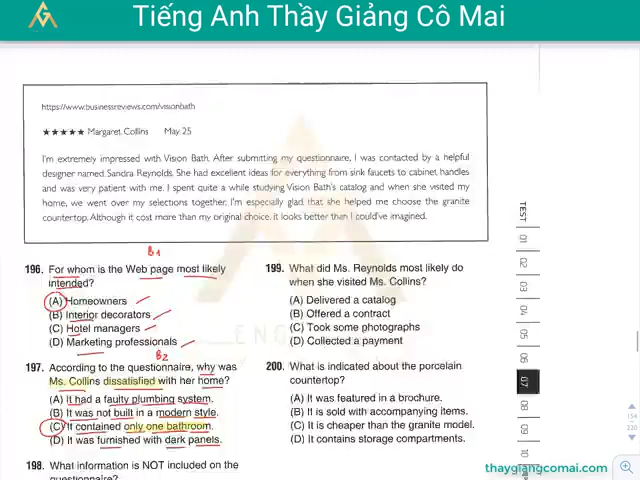 Tiếng Anh Thầy Giảng Cô Mai
https://www.businessreviews.com/visionbath
★★★★★ Margaret Collins May 25
I'm extremely impressed with Vision Bath. After submitting my questionnaire, I was contacted by a helpful
designer named Sandra Reynolds. She had excellent ideas for everything from sink faucets to cabinet handles
and was very patient with me. I spent quite a while studying Vision Bath's catalog and when she visited my
home, we went over my selections together. I'm especially glad that she helped me choose the granite
countertop. Although it cost more than my original choice, it looks better than I could've imagined.
B1
196. For whom is the Web page most likely
intended?
(A) Homeowners
(B) Interior decorators
(C) Hotel managers
(D) Marketing professionals
B2
197. According to the questionnaire, why was
Ms. Collins dissatisfied with her home?
(A) It had a faulty plumbing system.
(B) It was not built in a modern style.
(C) It contained only one bathroom.
(D) It was furnished with dark panels.
198. What information is NOT included on the
questionnaire?
199. What did Ms. Reynolds most likely do
when she visited Ms. Collins?
(A) Delivered a catalog
(B) Offered a contract
(C) Took some photographs
(D) Collected a payment
200. What is indicated about the porcelain
countertop?
(A) It was featured in a brochure.
(B) It is sold with accompanying items.
(C) It is cheaper than the granite model.
(D) It contains storage compartments.
TEST
01
02
03
04
05
06
07
08
09
10
154
220
thaygiangcomai.com